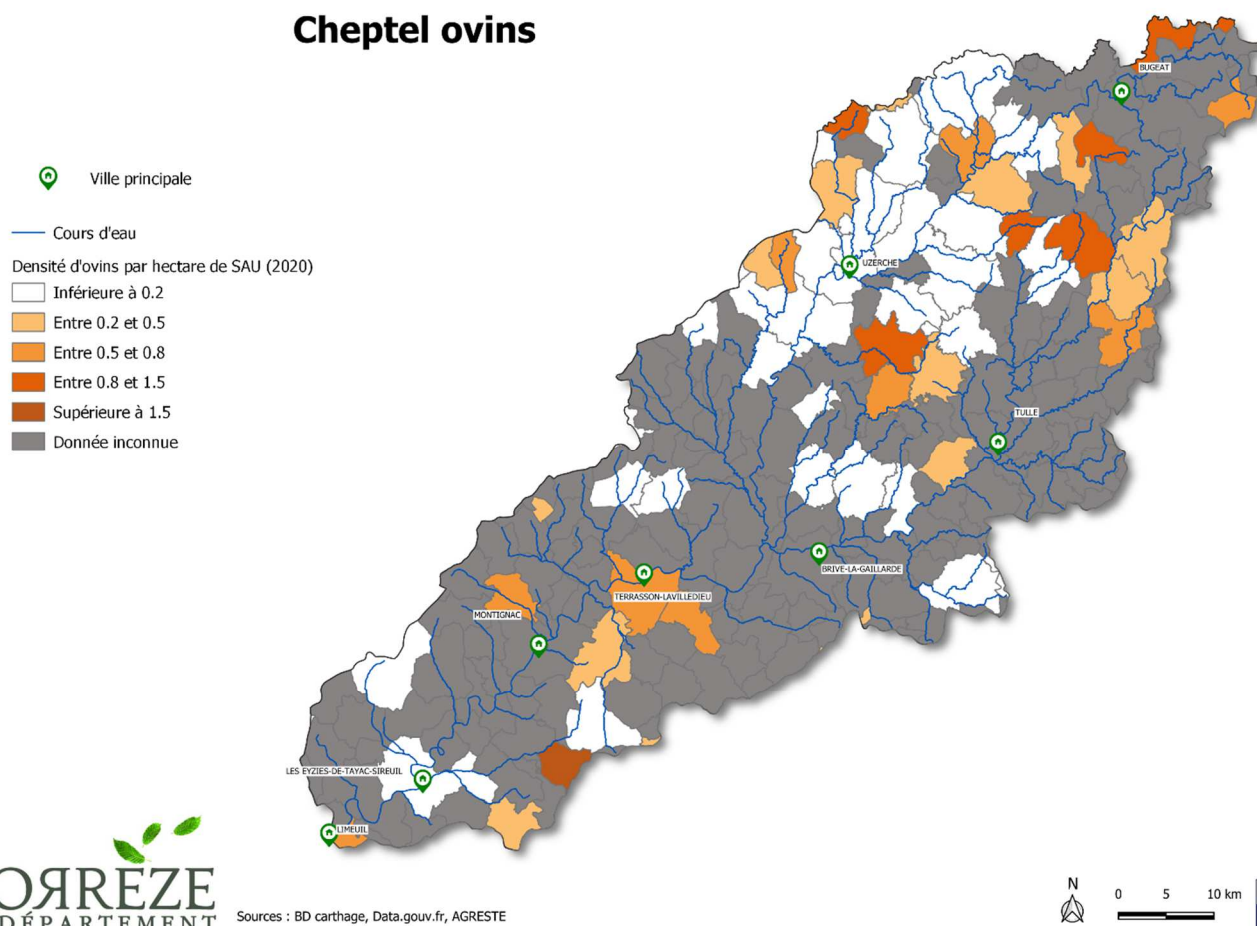 Cheptel ovins
Ville principale
Cours d'eau
Densité d'ovins par hectare de SAU (2020)
Inférieure à 0.2
Entre 0.2 et 0.5
Entre 0.5 et 0.8
Entre 0.8 et 1.5
Supérieure à 1.5
Donnée inconnue
BUGEAT
UZERCHE
TULLE
BRIVE-LA-GAILLARDE
TERRASSON-LAVILLEDIEU
MONTIGNAC
LES EYZIES-DE-TAYAC-SIREUIL
LIMEUIL
ORREZE
DÉPARTEMENT
Sources : BD carthage, Data.gouv.fr, AGRESTE
N
0 5 10 km